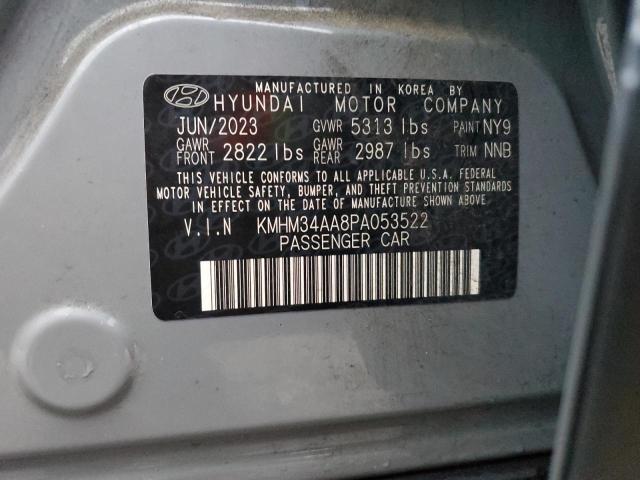 MANUFACTURED IN KOREA BY
HYUNDAI MOTOR COMPANY
JUN/2023 GVWR 5313 lbs PAINT NY9
GAWR FRONT 2822 lbs GAWR REAR 2987 lbs TRIM NNB
THIS VEHICLE CONFORMS TO ALL APPLICABLE U.S.A. FEDERAL
MOTOR VEHICLE SAFETY, BUMPER, AND THEFT PREVENTION STANDARDS
IN EFFECT ON THE DATE OF MANUFACTURE SHOWN ABOVE.
V.I.N KMHM34AA8PA053522
PASSENGER CAR